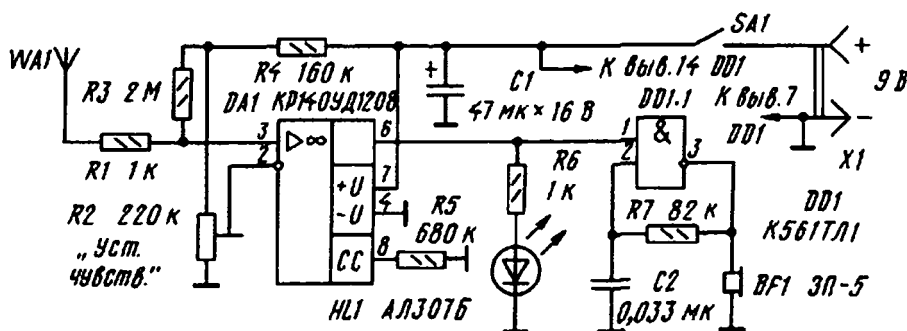 WA1
R3 2 М
R4 160 к
DA1 КР140УД1208
R1 1 к
R2 220 к
„Уст.
чувств."
3
2
▷∞
6
7
+U
-U
4
CC
8
R5
680 к
+
C1
47 мк × 16 В
SA1
К выв.14 DD1
К выв.7
DD1
+
9 В
-
X1
DD1.1
1
2
&
3
R6
1 к
R7 82 к
DD1
К561ТЛ1
HL1 АЛ307Б
C2
0,033 мк
BF1 ЗП-5